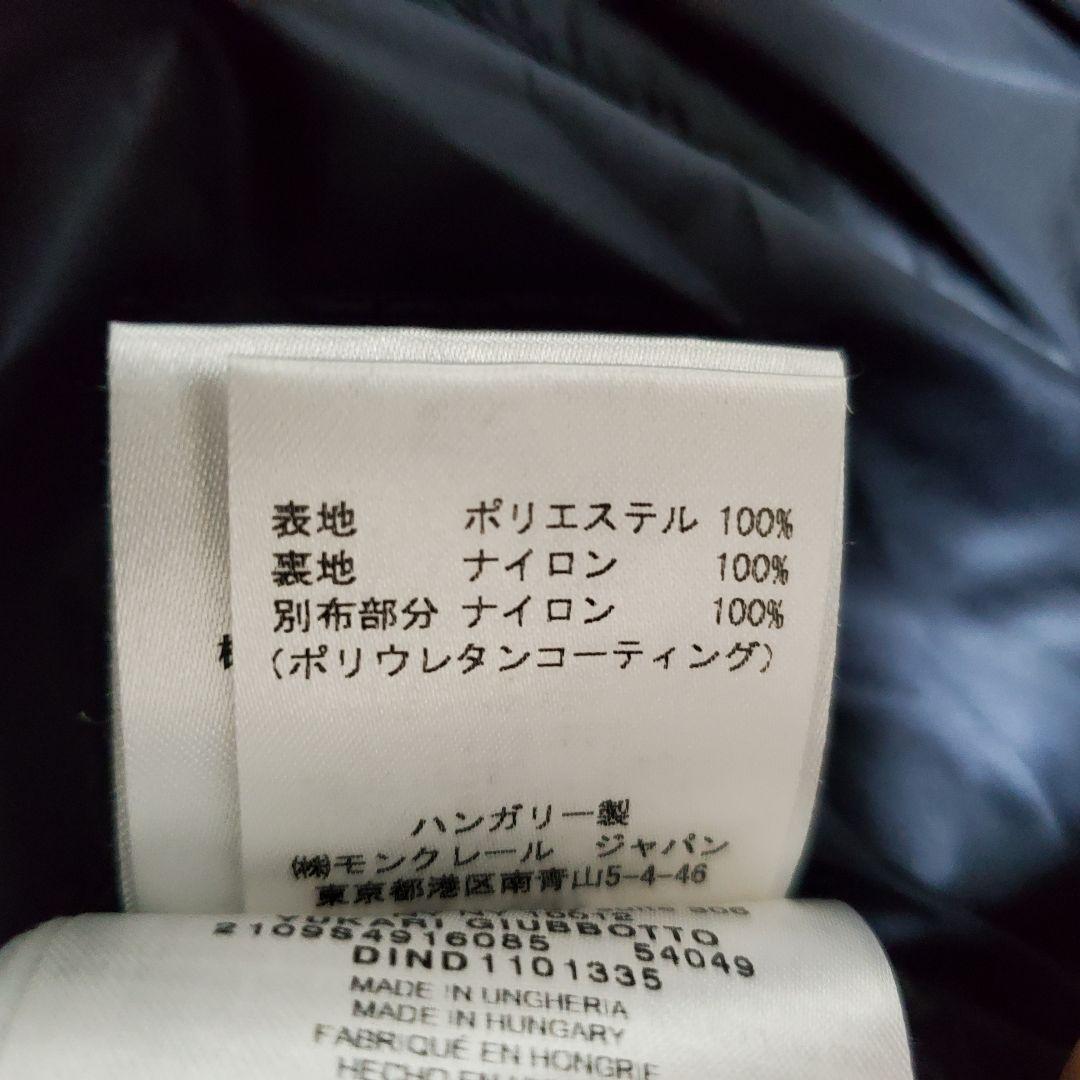 表地 ポリエステル 100%
裏地 ナイロン 100%
別布部分 ナイロン 100%
(ポリウレタンコーティング)
ハンガリー製
㈱モンクレール ジャパン
東京都港区南青山5-4-46
YUKARI GIUBBOTTO
2109S4916085 54049
DIND1101335
MADE IN UNGHERIA
MADE IN HUNGARY
FABRIQUÉ EN HONGRIE
HECHO EN